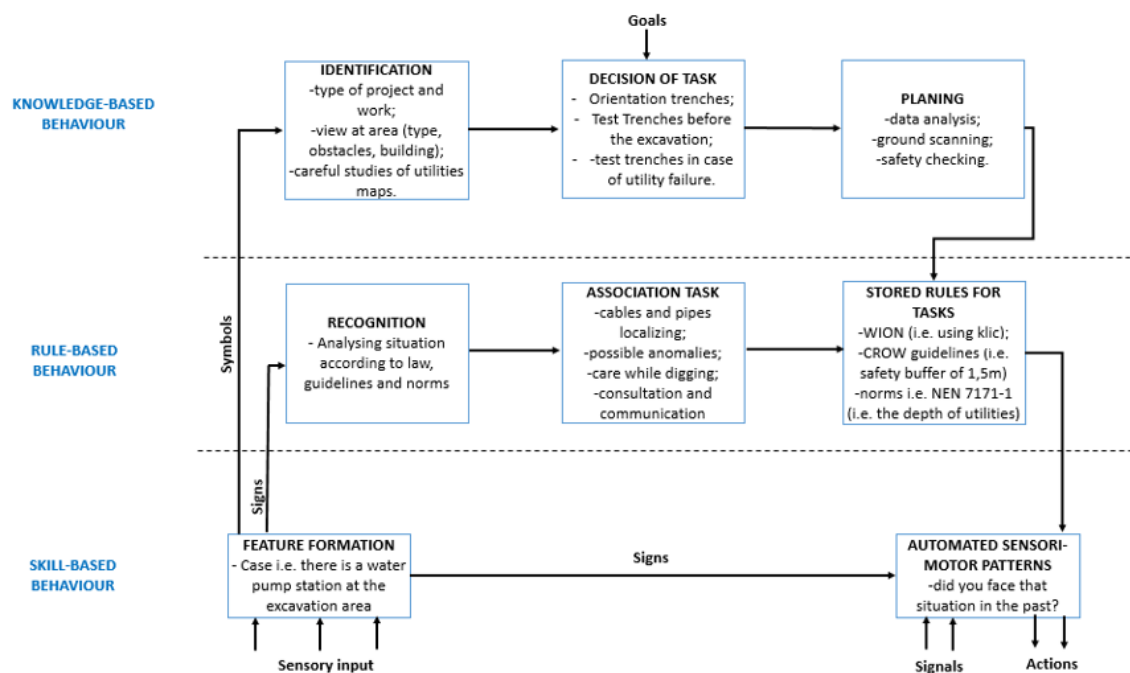 Goals
KNOWLEDGE-BASED
BEHAVIOUR
IDENTIFICATION
-type of project and
work;
-view at area (type,
obstacles, building);
-careful studies of utilities
maps.
DECISION OF TASK
- Orientation trenches;
- Test Trenches before
the excavation;
- -test trenches in case
of utility failure.
PLANING
-data analysis;
-ground scanning;
-safety checking.
Symbols
RULE-BASED
BEHAVIOUR
RECOGNITION
- Analysing situation
according to law,
guidelines and norms
ASSOCIATION TASK
-cables and pipes
localizing;
-possible anomalies;
-care while digging;
-consultation and
communication
STORED RULES FOR
TASKS
-WION (i.e. using klic);
-CROW guidelines (i.e.
safety buffer of 1,5m)
-norms i.e. NEN 7171-1
(i.e. the depth of utilities)
Signs
SKILL-BASED
BEHAVIOUR
FEATURE FORMATION
- Case i.e. there is a water
pump station at the
excavation area
Signs
AUTOMATED SENSORI-
MOTOR PATTERNS
-did you face that
situation in the past?
Sensory input
Signals
Actions